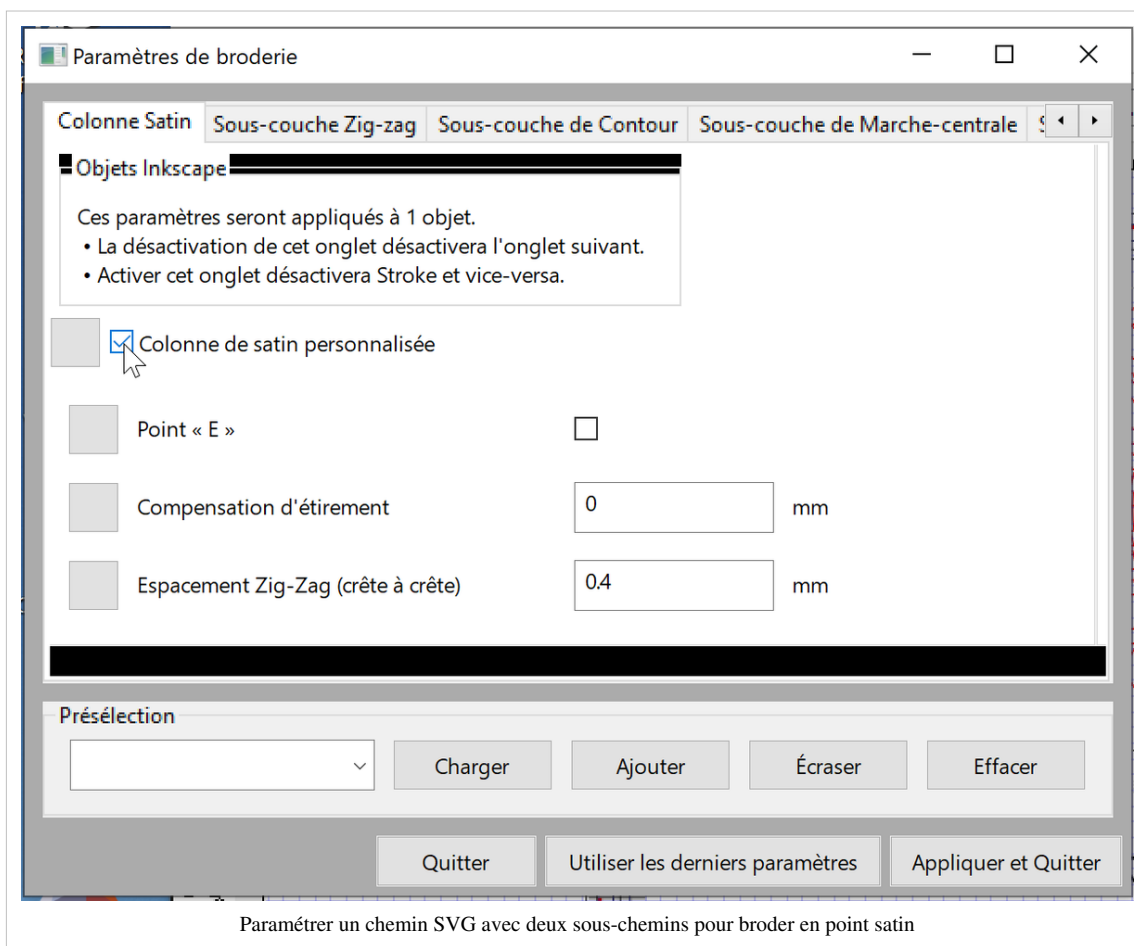 Paramètres de broderie
Colonne Satin Sous-couche Zig-zag Sous-couche de Contour Sous-couche de Marche-centrale
Objets Inkscape
Ces paramètres seront appliqués à 1 objet.
• La désactivation de cet onglet désactivera l'onglet suivant.
• Activer cet onglet désactivera Stroke et vice-versa.
Colonne de satin personnalisée
Point « E »
Compensation d'étirement 0 mm
Espacement Zig-Zag (crête à crête) 0.4 mm
Présélection
Charger Ajouter Écraser Effacer
Quitter Utiliser les derniers paramètres Appliquer et Quitter
Paramétrer un chemin SVG avec deux sous-chemins pour broder en point satin